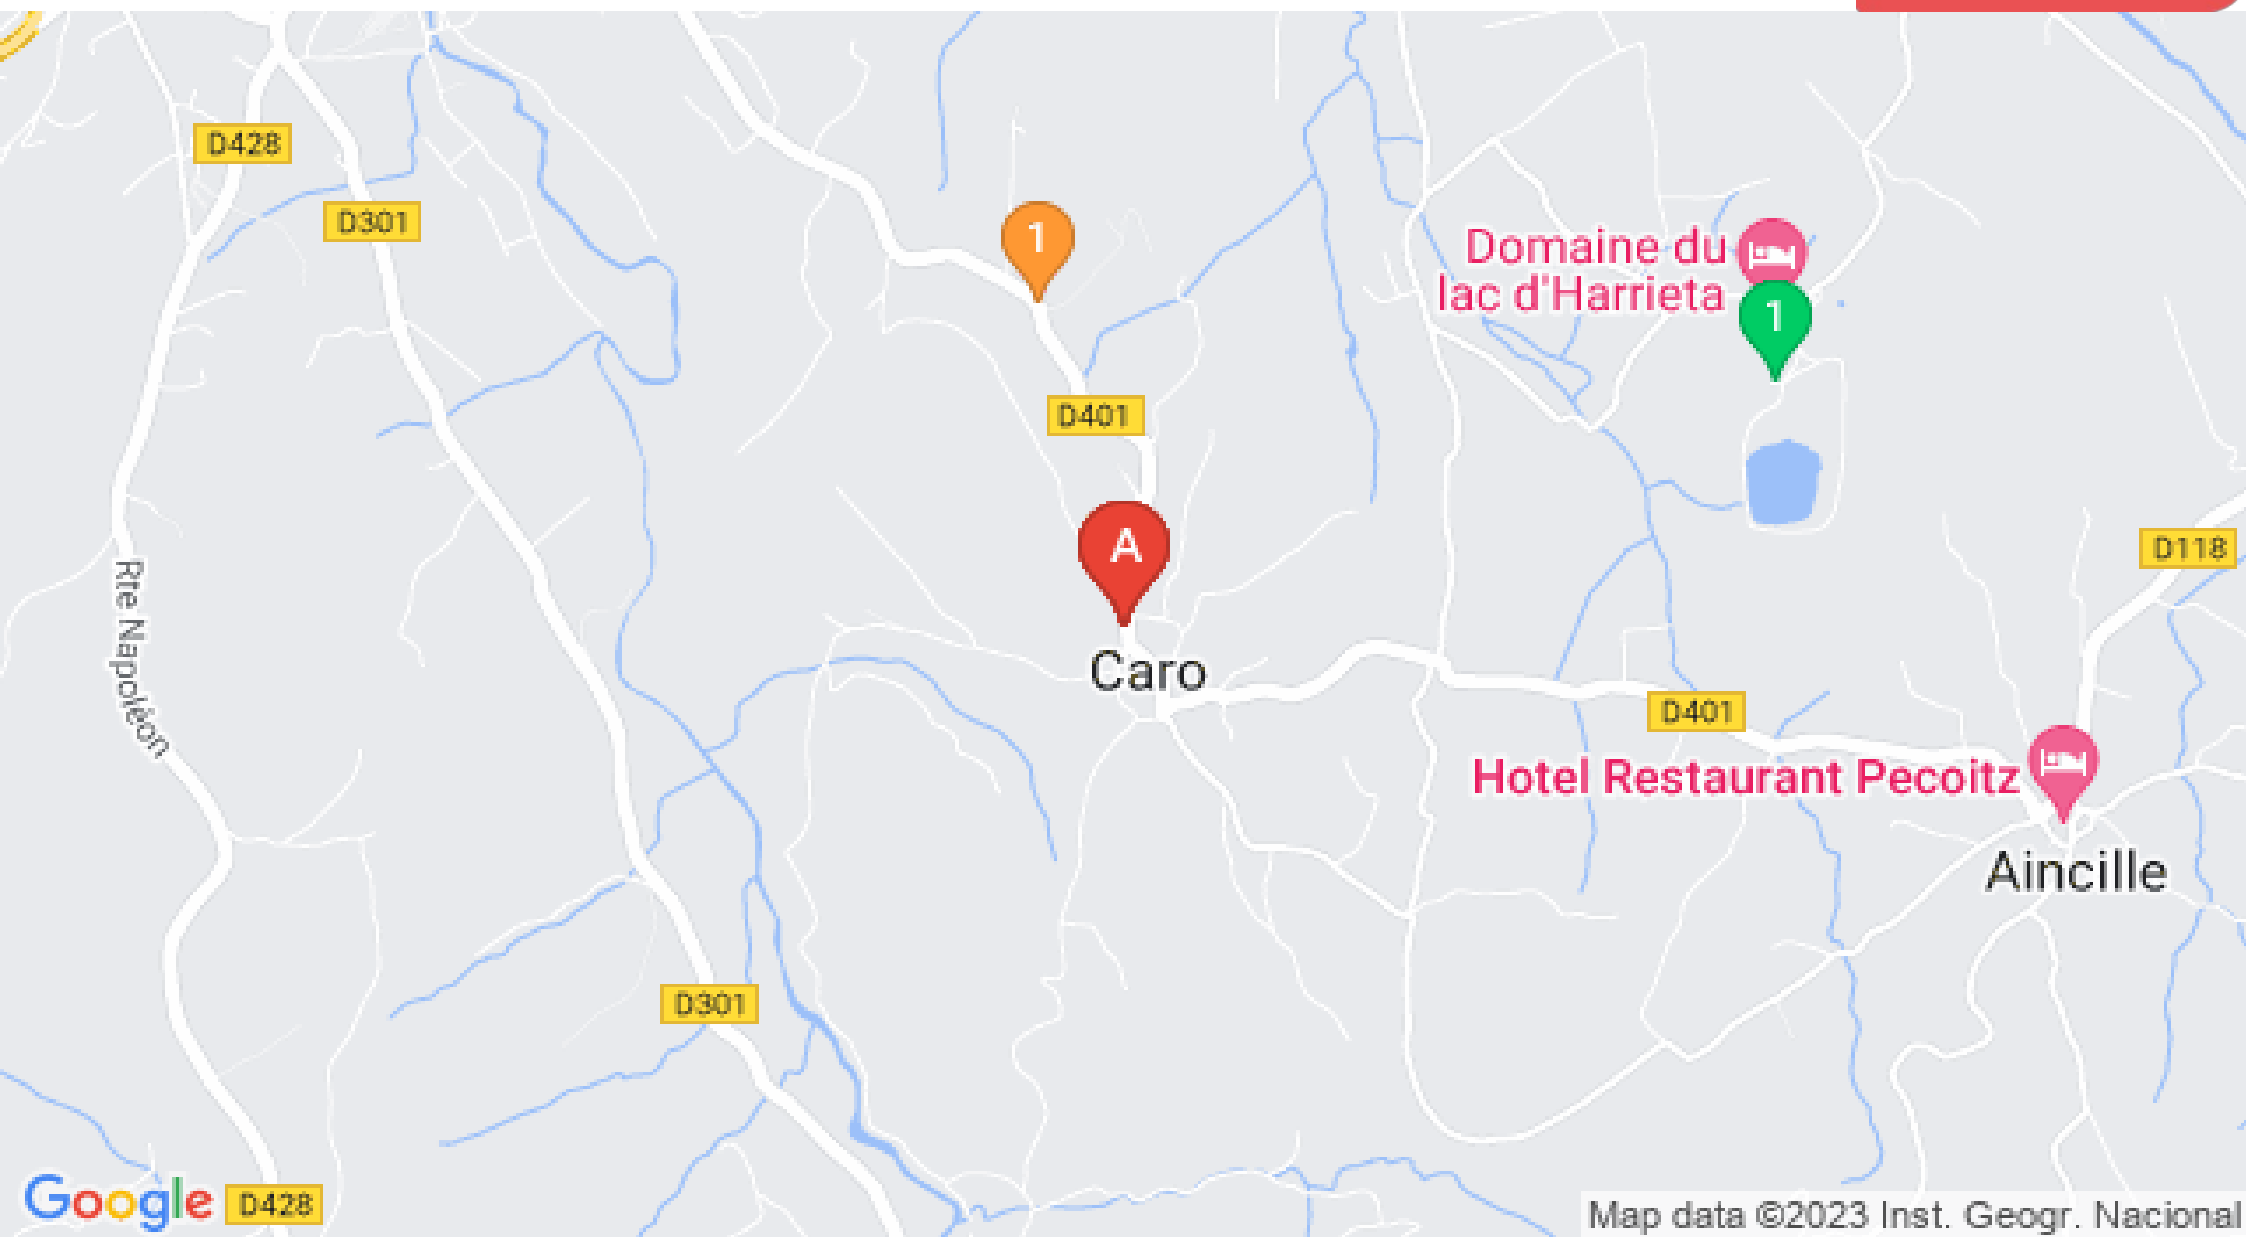 D428
D301
1
Domaine du
lac d'Harrieta
1
D401
A
D118
Rte Napoléon
Caro
D401
Hotel Restaurant Pecoitz
Aincille
D301
Google
D428
Map data ©2023 Inst. Geogr. Nacional